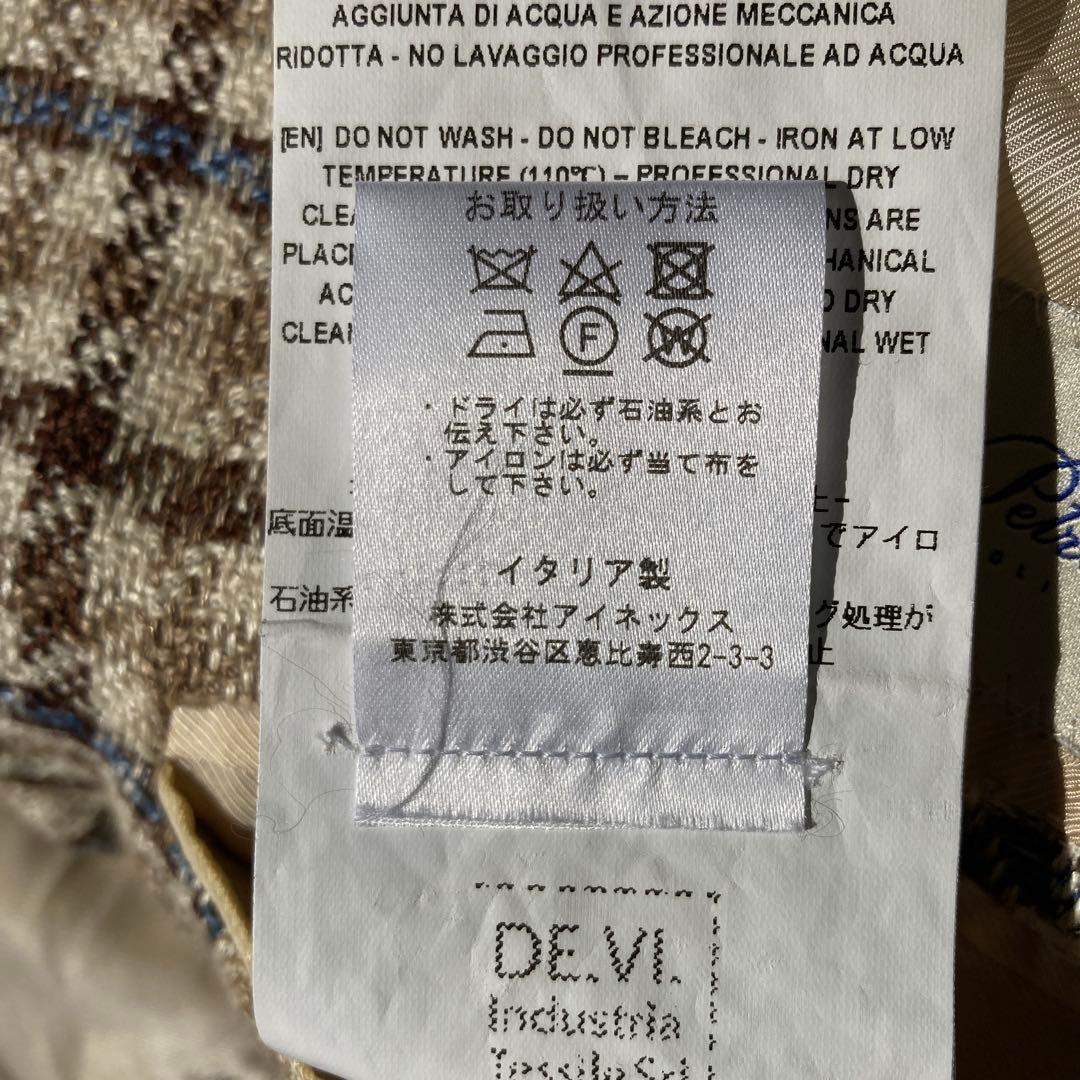 AGGIUNTA DI ACQUA E AZIONE MECCANICA
RIDOTTA - NO LAVAGGIO PROFESSIONALE AD ACQUA
[EN] DO NOT WASH - DO NOT BLEACH - IRON AT LOW
TEMPERATURE (110°C) – PROFESSIONAL DRY
CLEA NS ARE
PLAC HANICAL
AC O DRY
CLEA NAL WET
お取り扱い方法
F W
・ドライは必ず石油系とお
伝え下さい。
・アイロンは必ず当て布を
して下さい。
底面温 でアイロ
イタリア製
石油系 グ処理が
株式会社アイネックス
東京都渋谷区恵比寿西2-3-3
止
DE.VI.
Industria
Tessile Srl